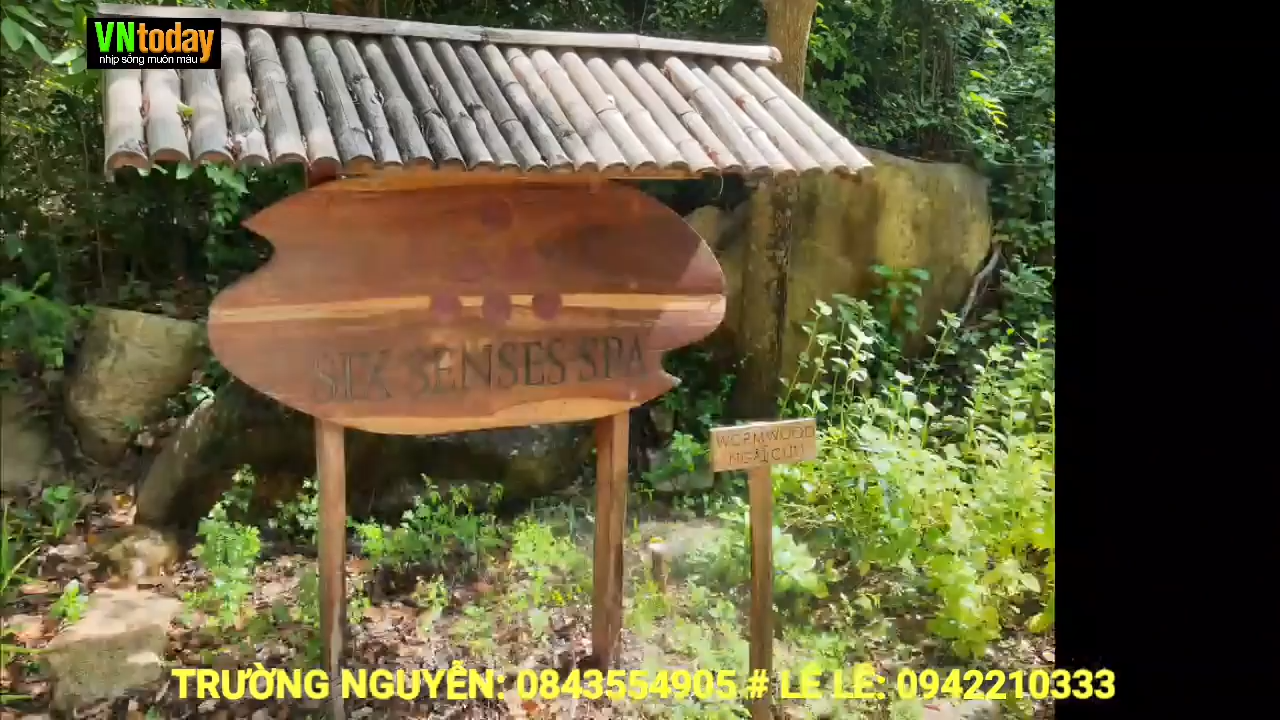 VNtoday
nhịp sống muôn màu
SIX SENSES SPA
WORMWOOD
NGẢI CỨU
TRƯỜNG NGUYỄN: 0843554905 # LÊ LÊ: 0942210333